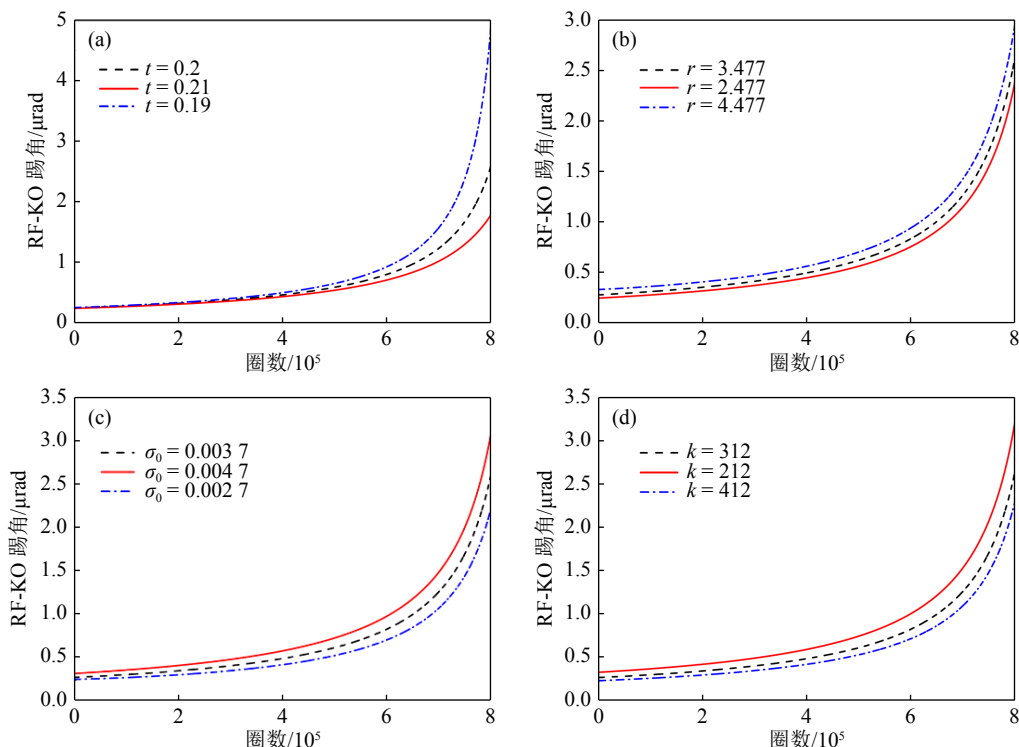 (a)
t = 0.2
t = 0.21
t = 0.19
RF-KO 踢角/μrad
5
4
3
2
1
0
0 2 4 6 8
圈数/10⁵
(b)
r = 3.477
r = 2.477
r = 4.477
RF-KO 踢角/μrad
3.0
2.5
2.0
1.5
1.0
0.5
0.0
0 2 4 6 8
圈数/10⁵
(c)
σ₀ = 0.003 7
σ₀ = 0.004 7
σ₀ = 0.002 7
RF-KO 踢角/μrad
3.5
3.0
2.5
2.0
1.5
1.0
0.5
0.0
0 2 4 6 8
圈数/10⁵
(d)
k = 312
k = 212
k = 412
RF-KO 踢角/μrad
3.5
3.0
2.5
2.0
1.5
1.0
0.5
0.0
0 2 4 6 8
圈数/10⁵